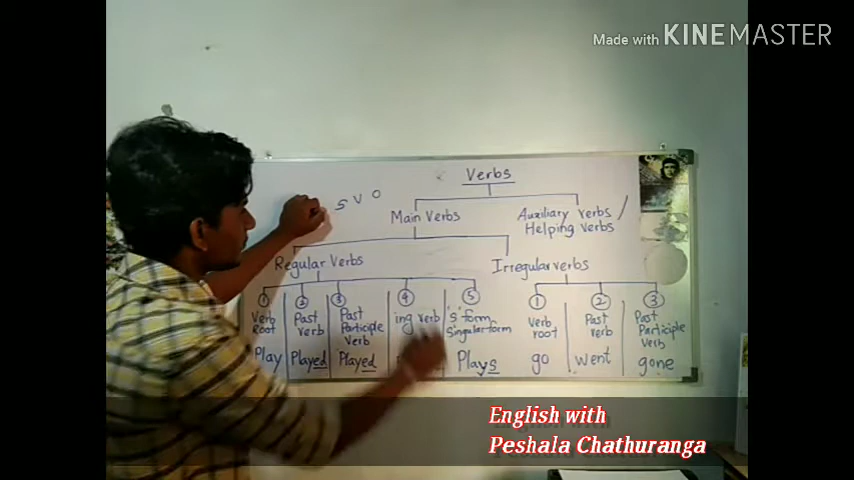 Made with KINEMASTER
Verbs
S V O
Main Verbs
Auxiliary verbs /
Helping verbs
Regular Verbs
Irregular verbs
1 2 3 4 5
1 2 3
Verb
root
Past
verb
Past
Participle
Verb
ing verb
's' form
Singular form
Verb
root
Past
verb
Past
Participle
Verb
Play
Played
Played
Plays
go
went
gone
English with
Peshala Chathuranga